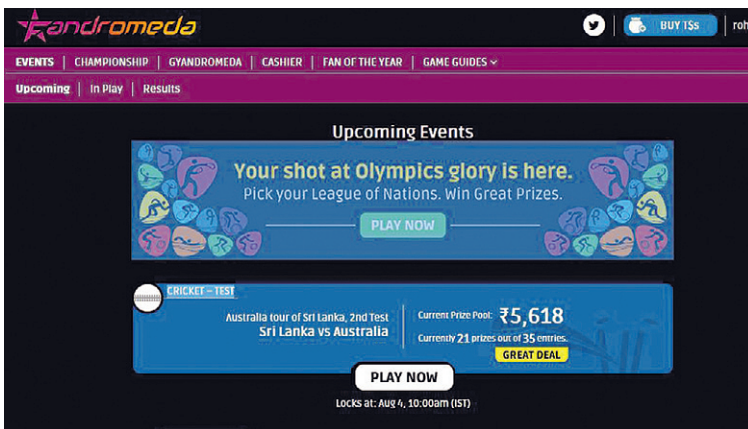 fandromeda
BUY T$s
roh
EVENTS | CHAMPIONSHIP | GYANDROMEDA | CASHIER | FAN OF THE YEAR | GAME GUIDES
Upcoming | In Play | Results
Upcoming Events
Your shot at Olympics glory is here.
Pick your League of Nations. Win Great Prizes.
PLAY NOW
CRICKET – TEST
Australia tour of Sri Lanka, 2nd Test
Sri Lanka vs Australia
Current Prize Pool: ₹5,618
Currently 21 prizes out of 35 entries.
GREAT DEAL
PLAY NOW
Locks at: Aug 4, 10:00am (IST)